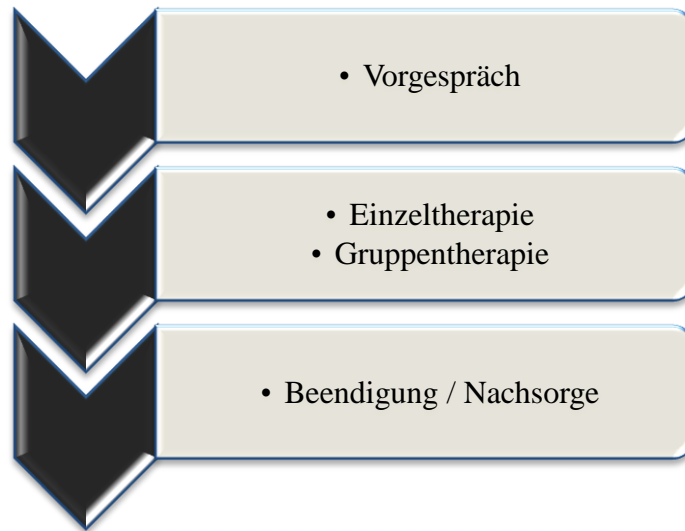 • Vorgespräch
• Einzeltherapie
• Gruppentherapie
• Beendigung / Nachsorge